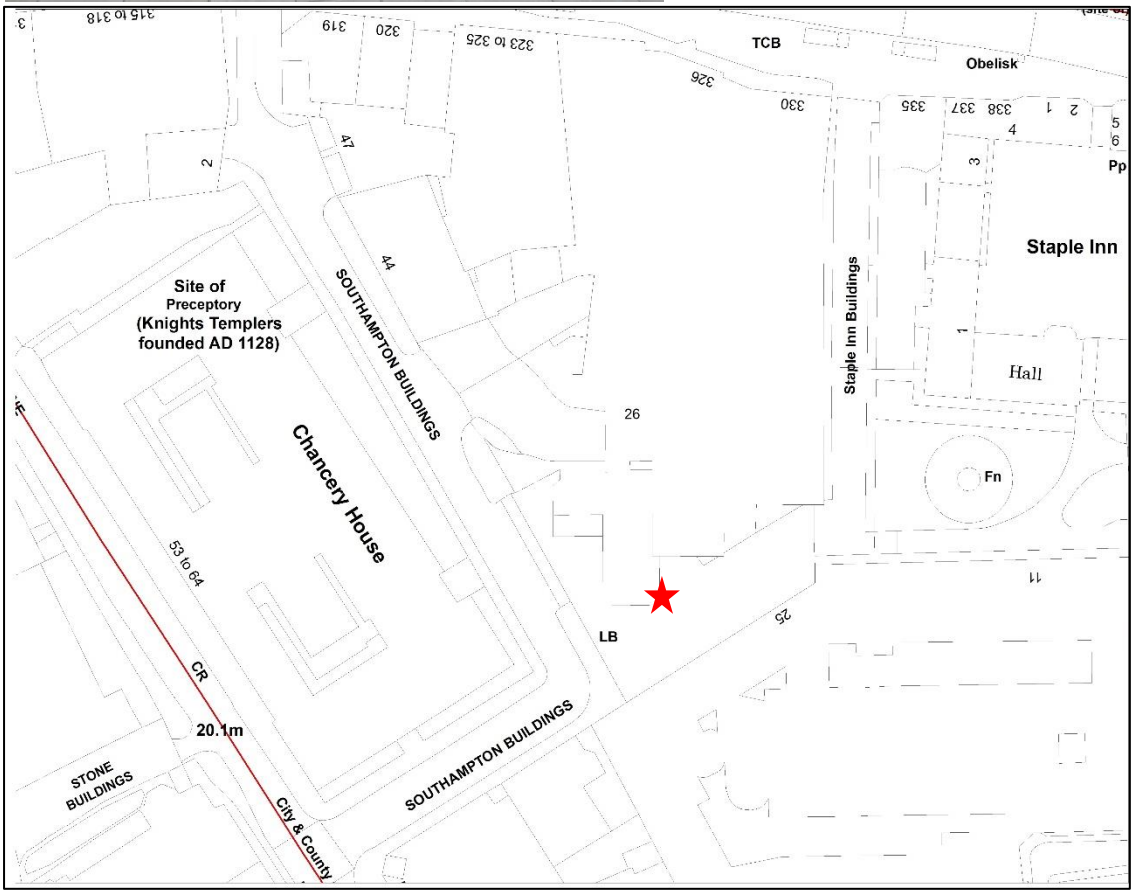 315 to 318
319
320
323 to 325
326
TCB
Obelisk
330
335
337
338
1
2
4
5
6
3
Pp
47
2
44
Staple Inn
Site of
Preceptory
(Knights Templers
founded AD 1128)
SOUTHAMPTON BUILDINGS
Staple Inn Buildings
1
Hall
26
Chancery House
Fn
53 to 64
11
25
LB
CR
20.1m
SOUTHAMPTON BUILDINGS
STONE
BUILDINGS
City & County